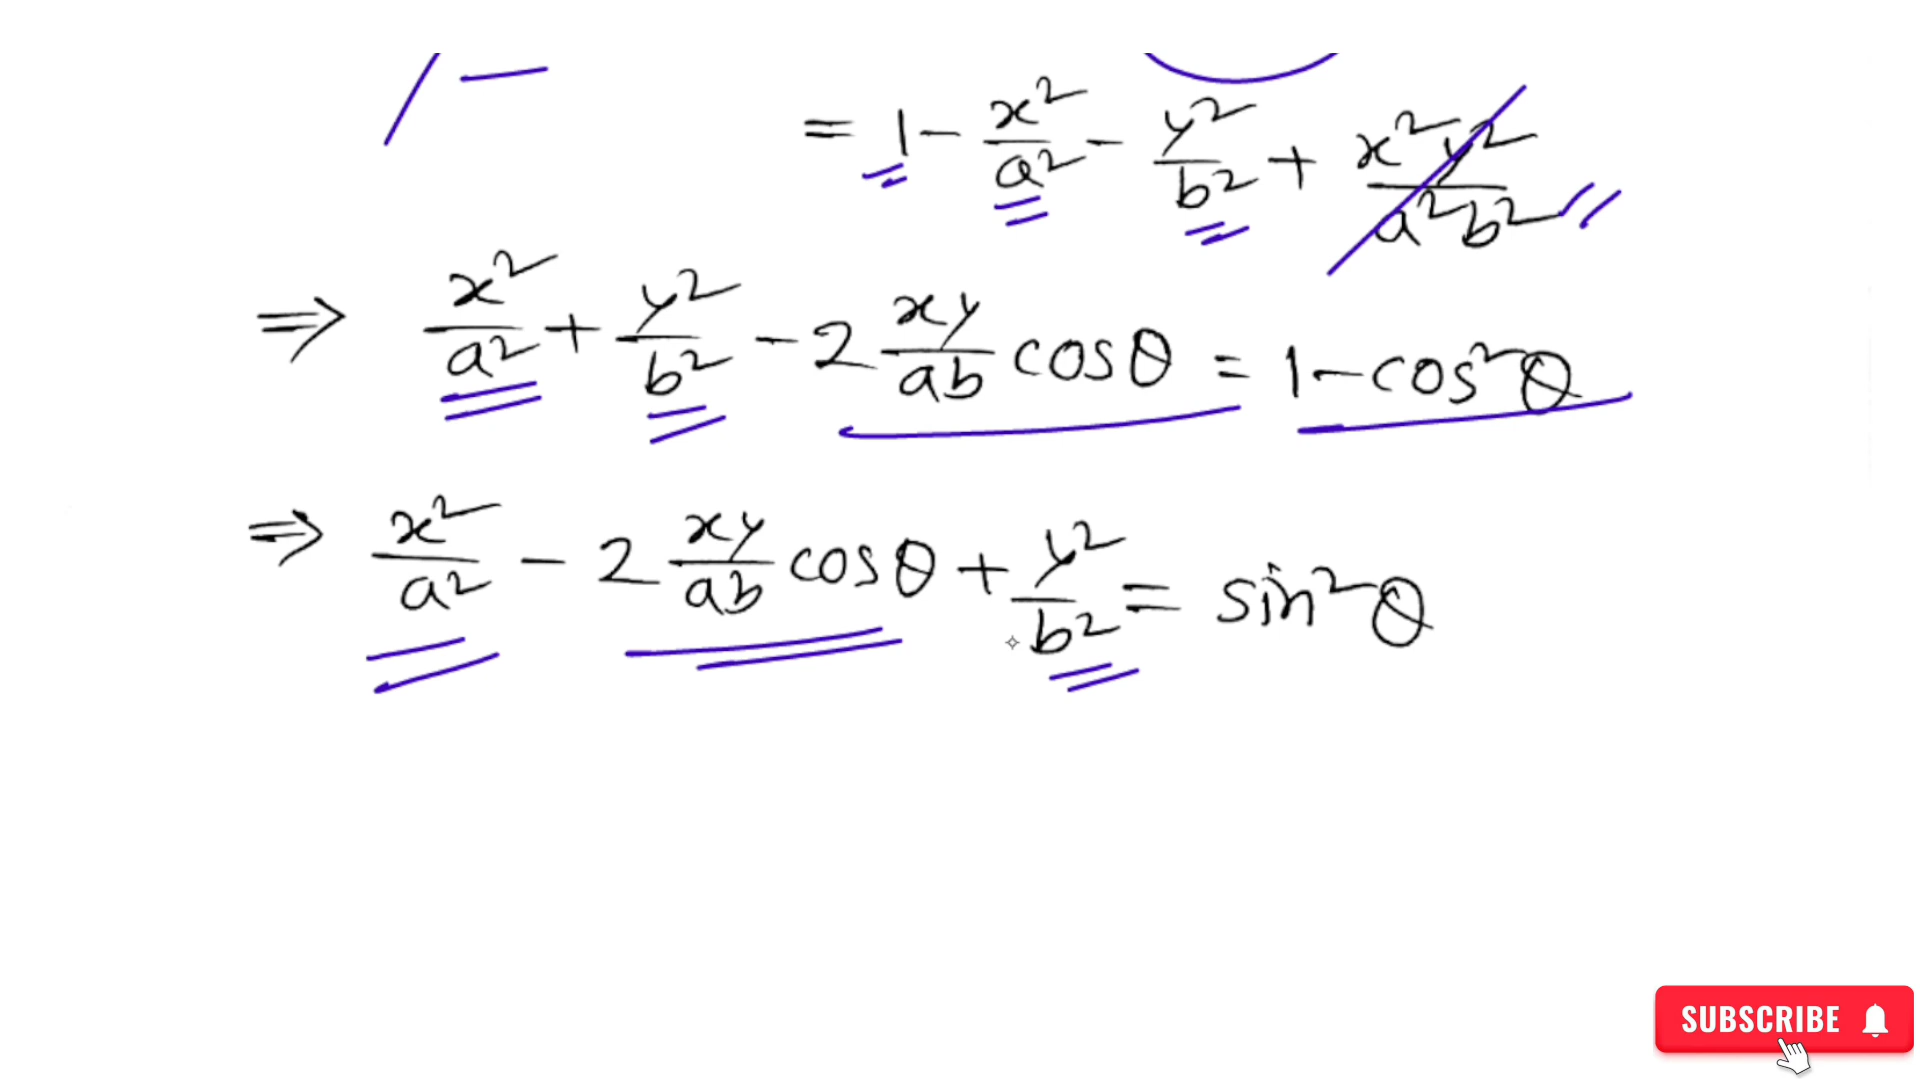 = 1 - x²/a² - y²/b² + x²y²/a²b²
⇒ x²/a² + y²/b² - 2 xy/ab cosθ = 1 - cos²θ
⇒ x²/a² - 2 xy/ab cosθ + y²/b² = sin²θ
SUBSCRIBE